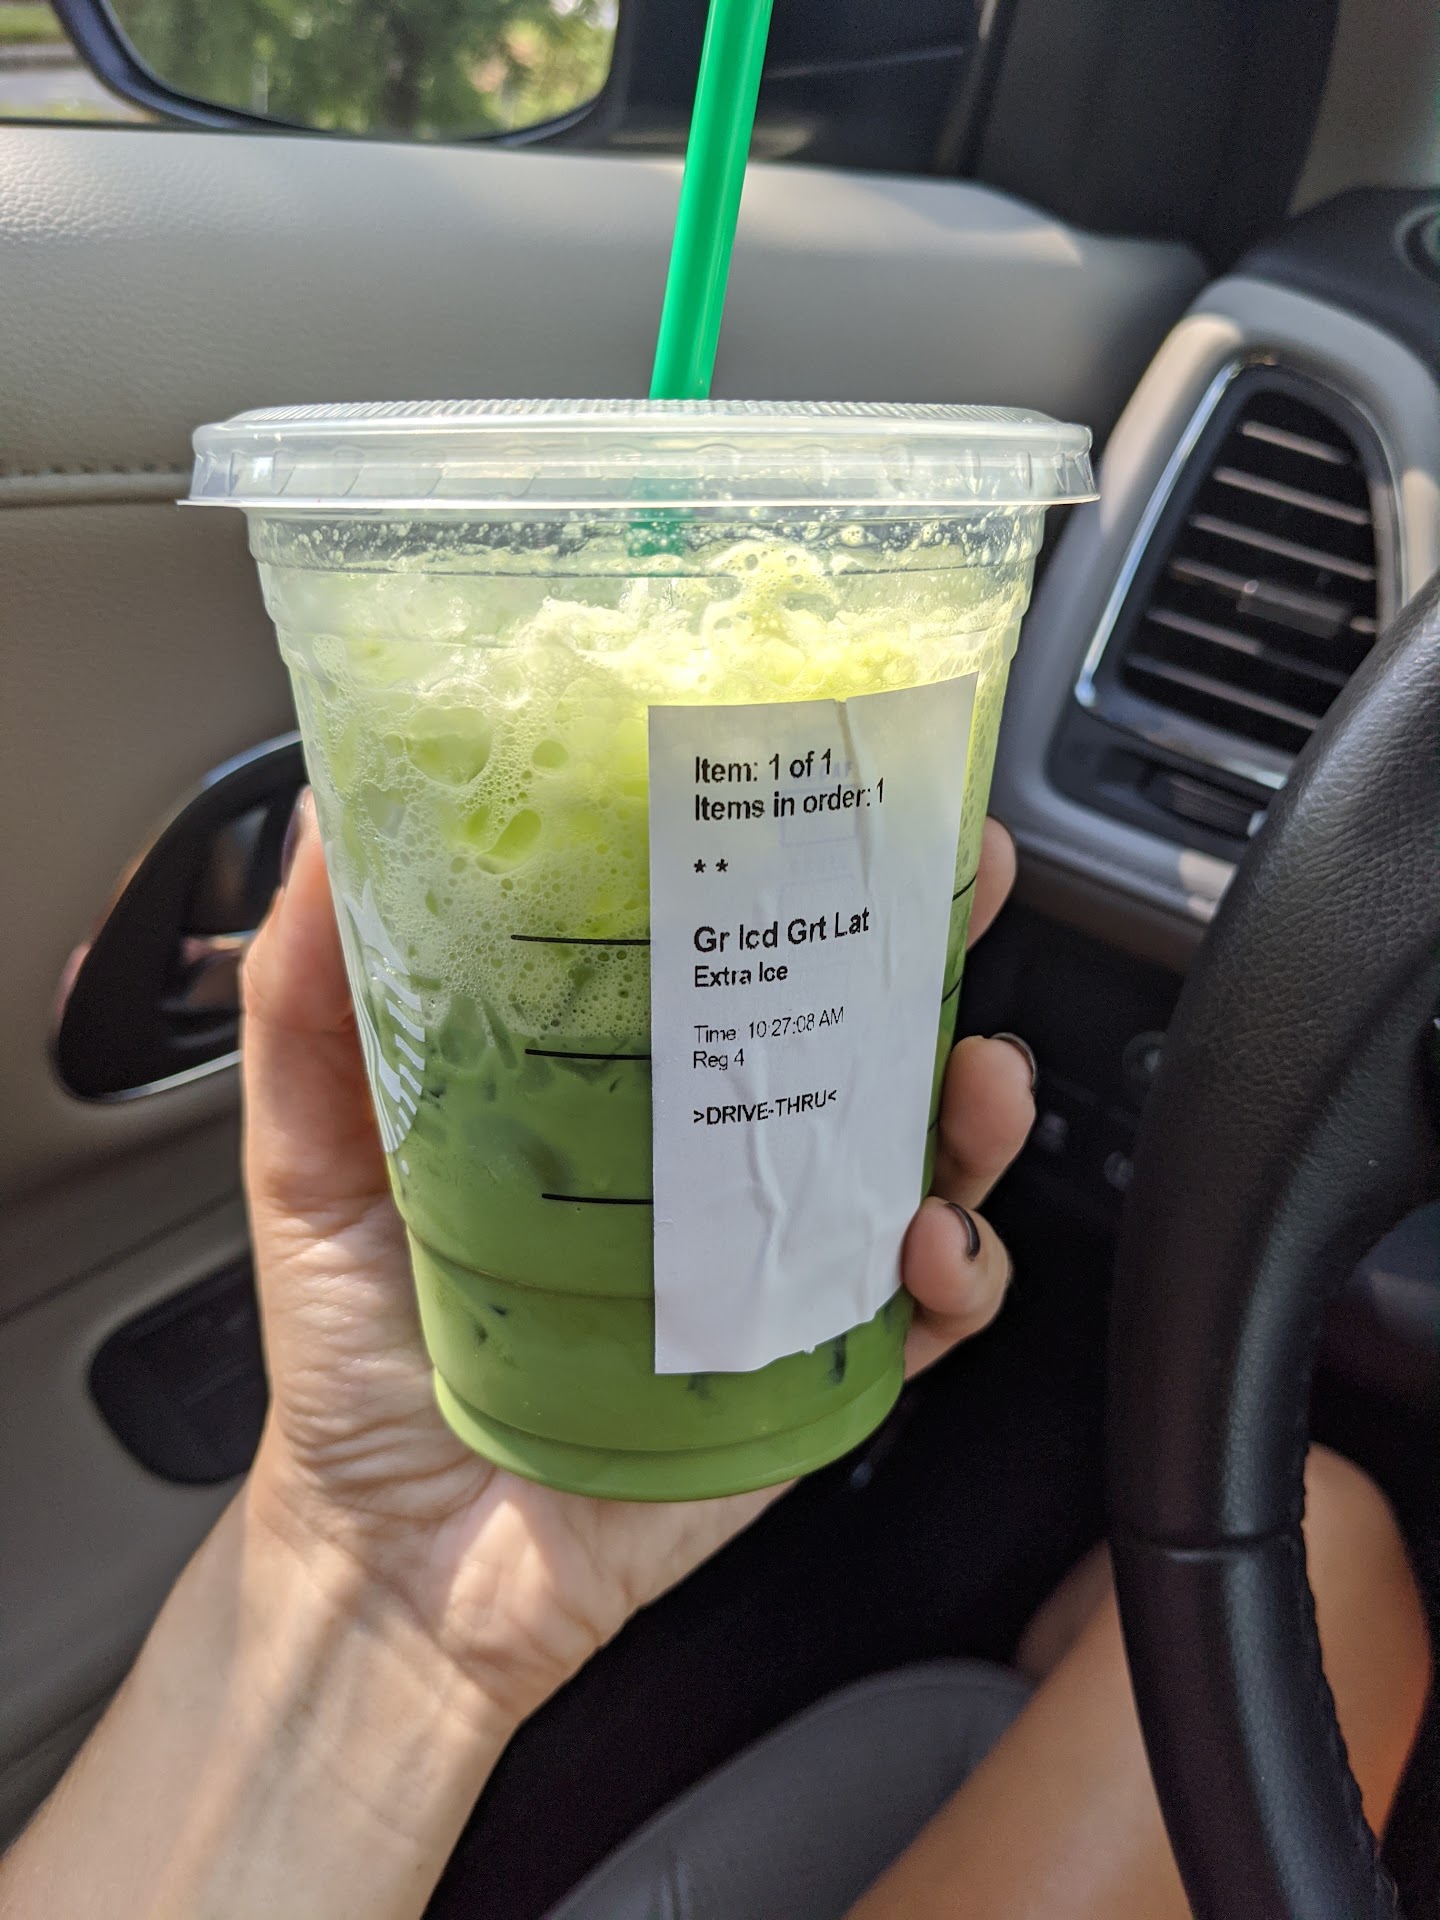 Item: 1 of 1
Items in order: 1
* *
Gr Icd Grt Lat
Extra Ice
Time: 10:27:08 AM
Reg 4
>DRIVE-THRU<